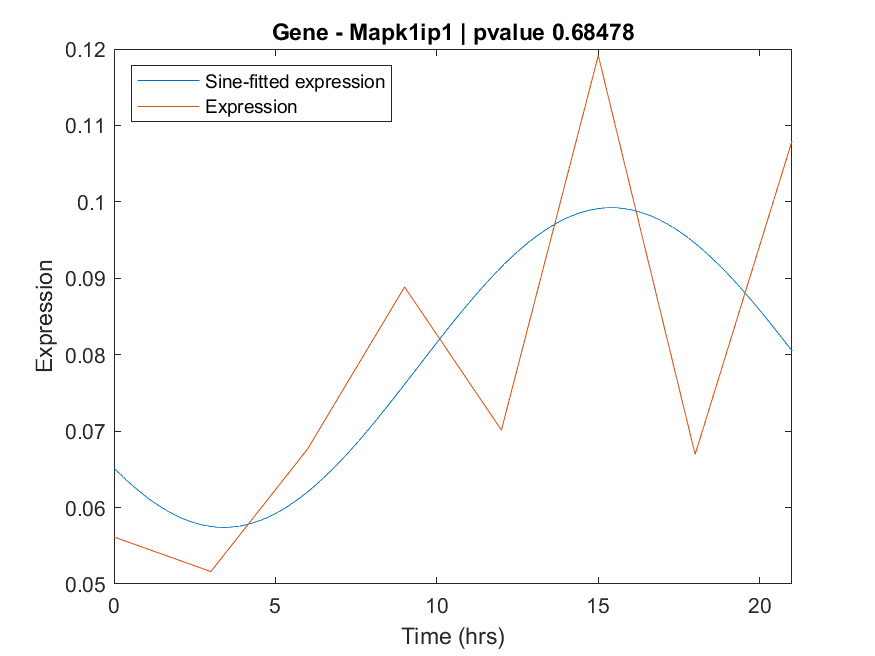 Gene - Mapk1ip1 | pvalue 0.68478
Sine-fitted expression
Expression
0.12
0.11
0.1
0.09
0.08
0.07
0.06
0.05
Expression
0
5
10
15
20
Time (hrs)